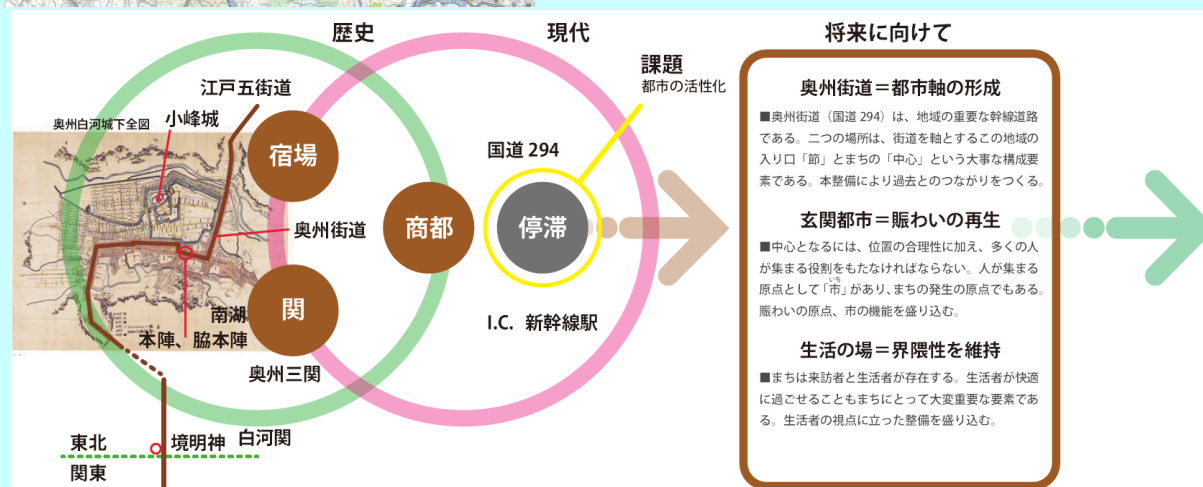 歴史
現代
将来に向けて
課題
都市の活性化
江戸五街道
奥州白河城下全図
小峰城
宿場
国道 294
商都
停滞
奥州街道
関
南湖
本陣、脇本陣
I.C. 新幹線駅
奥州三関
白河関
東北
境明神
関東
奥州街道＝都市軸の形成
■奥州街道（国道 294）は、地域の重要な幹線道路
である。二つの場所は、街道を軸とするこの地域の
入り口「節」とまちの「中心」という大事な構成要
素である。本整備により過去とのつながりをつくる。
玄関都市＝賑わいの再生
■中心となるには、位置の合理性に加え、多くの人
が集まる役割をもたなければならない。人が集まる
いち
原点として「市」があり、まちの発生の原点でもある。
賑わいの原点、市の機能を盛り込む。
生活の場＝界隈性を維持
■まちは来訪者と生活者が存在する。生活者が快適
に過ごせることもまちにとって大変重要な要素であ
る。生活者の視点に立った整備を盛り込む。